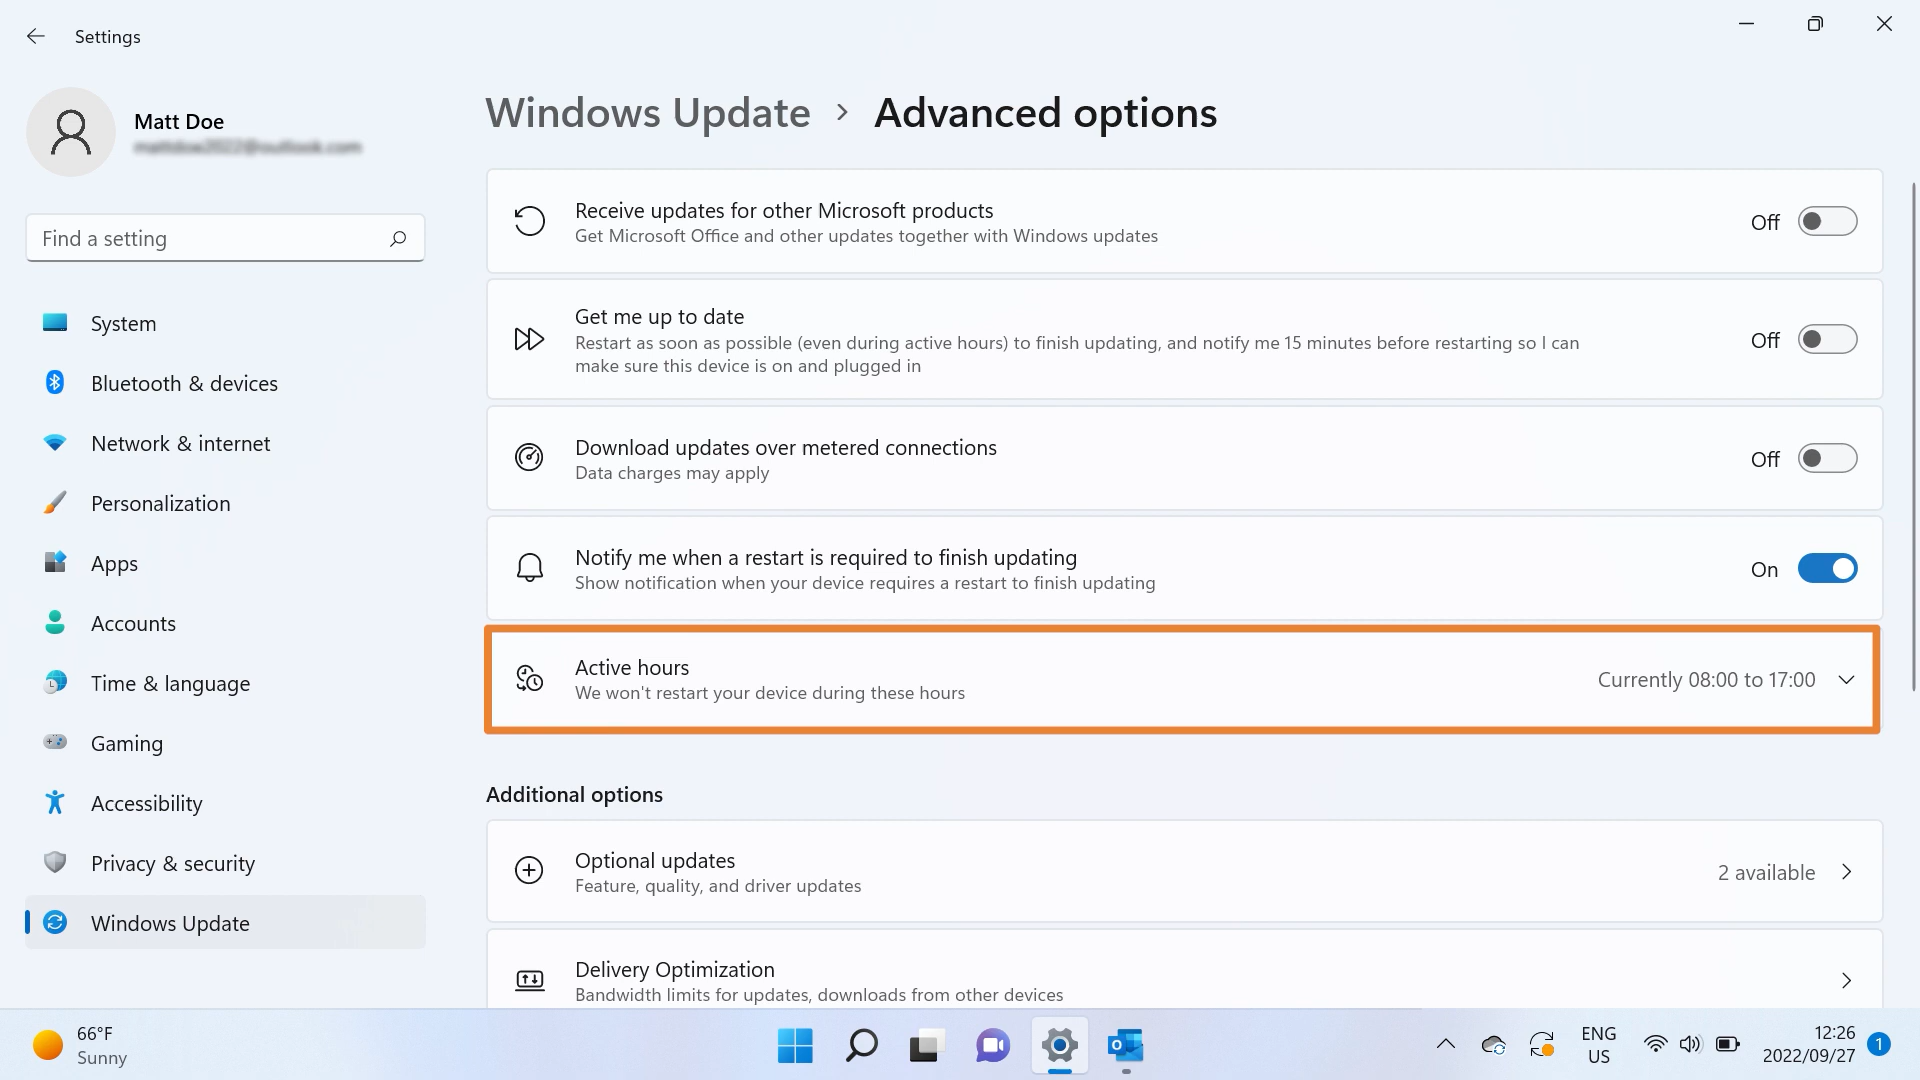 Settings
Matt Doe
Find a setting
System
Bluetooth & devices
Network & internet
Personalization
Apps
Accounts
Time & language
Gaming
Accessibility
Privacy & security
Windows Update
Windows Update > Advanced options
Receive updates for other Microsoft products
Get Microsoft Office and other updates together with Windows updates
Off
Get me up to date
Restart as soon as possible (even during active hours) to finish updating, and notify me 15 minutes before restarting so I can
make sure this device is on and plugged in
Off
Download updates over metered connections
Data charges may apply
Off
Notify me when a restart is required to finish updating
Show notification when your device requires a restart to finish updating
On
Active hours
We won't restart your device during these hours
Currently 08:00 to 17:00
Additional options
Optional updates
Feature, quality, and driver updates
2 available
Delivery Optimization
Bandwidth limits for updates, downloads from other devices
66°F
Sunny
ENG
US
12:26
2022/09/27
1